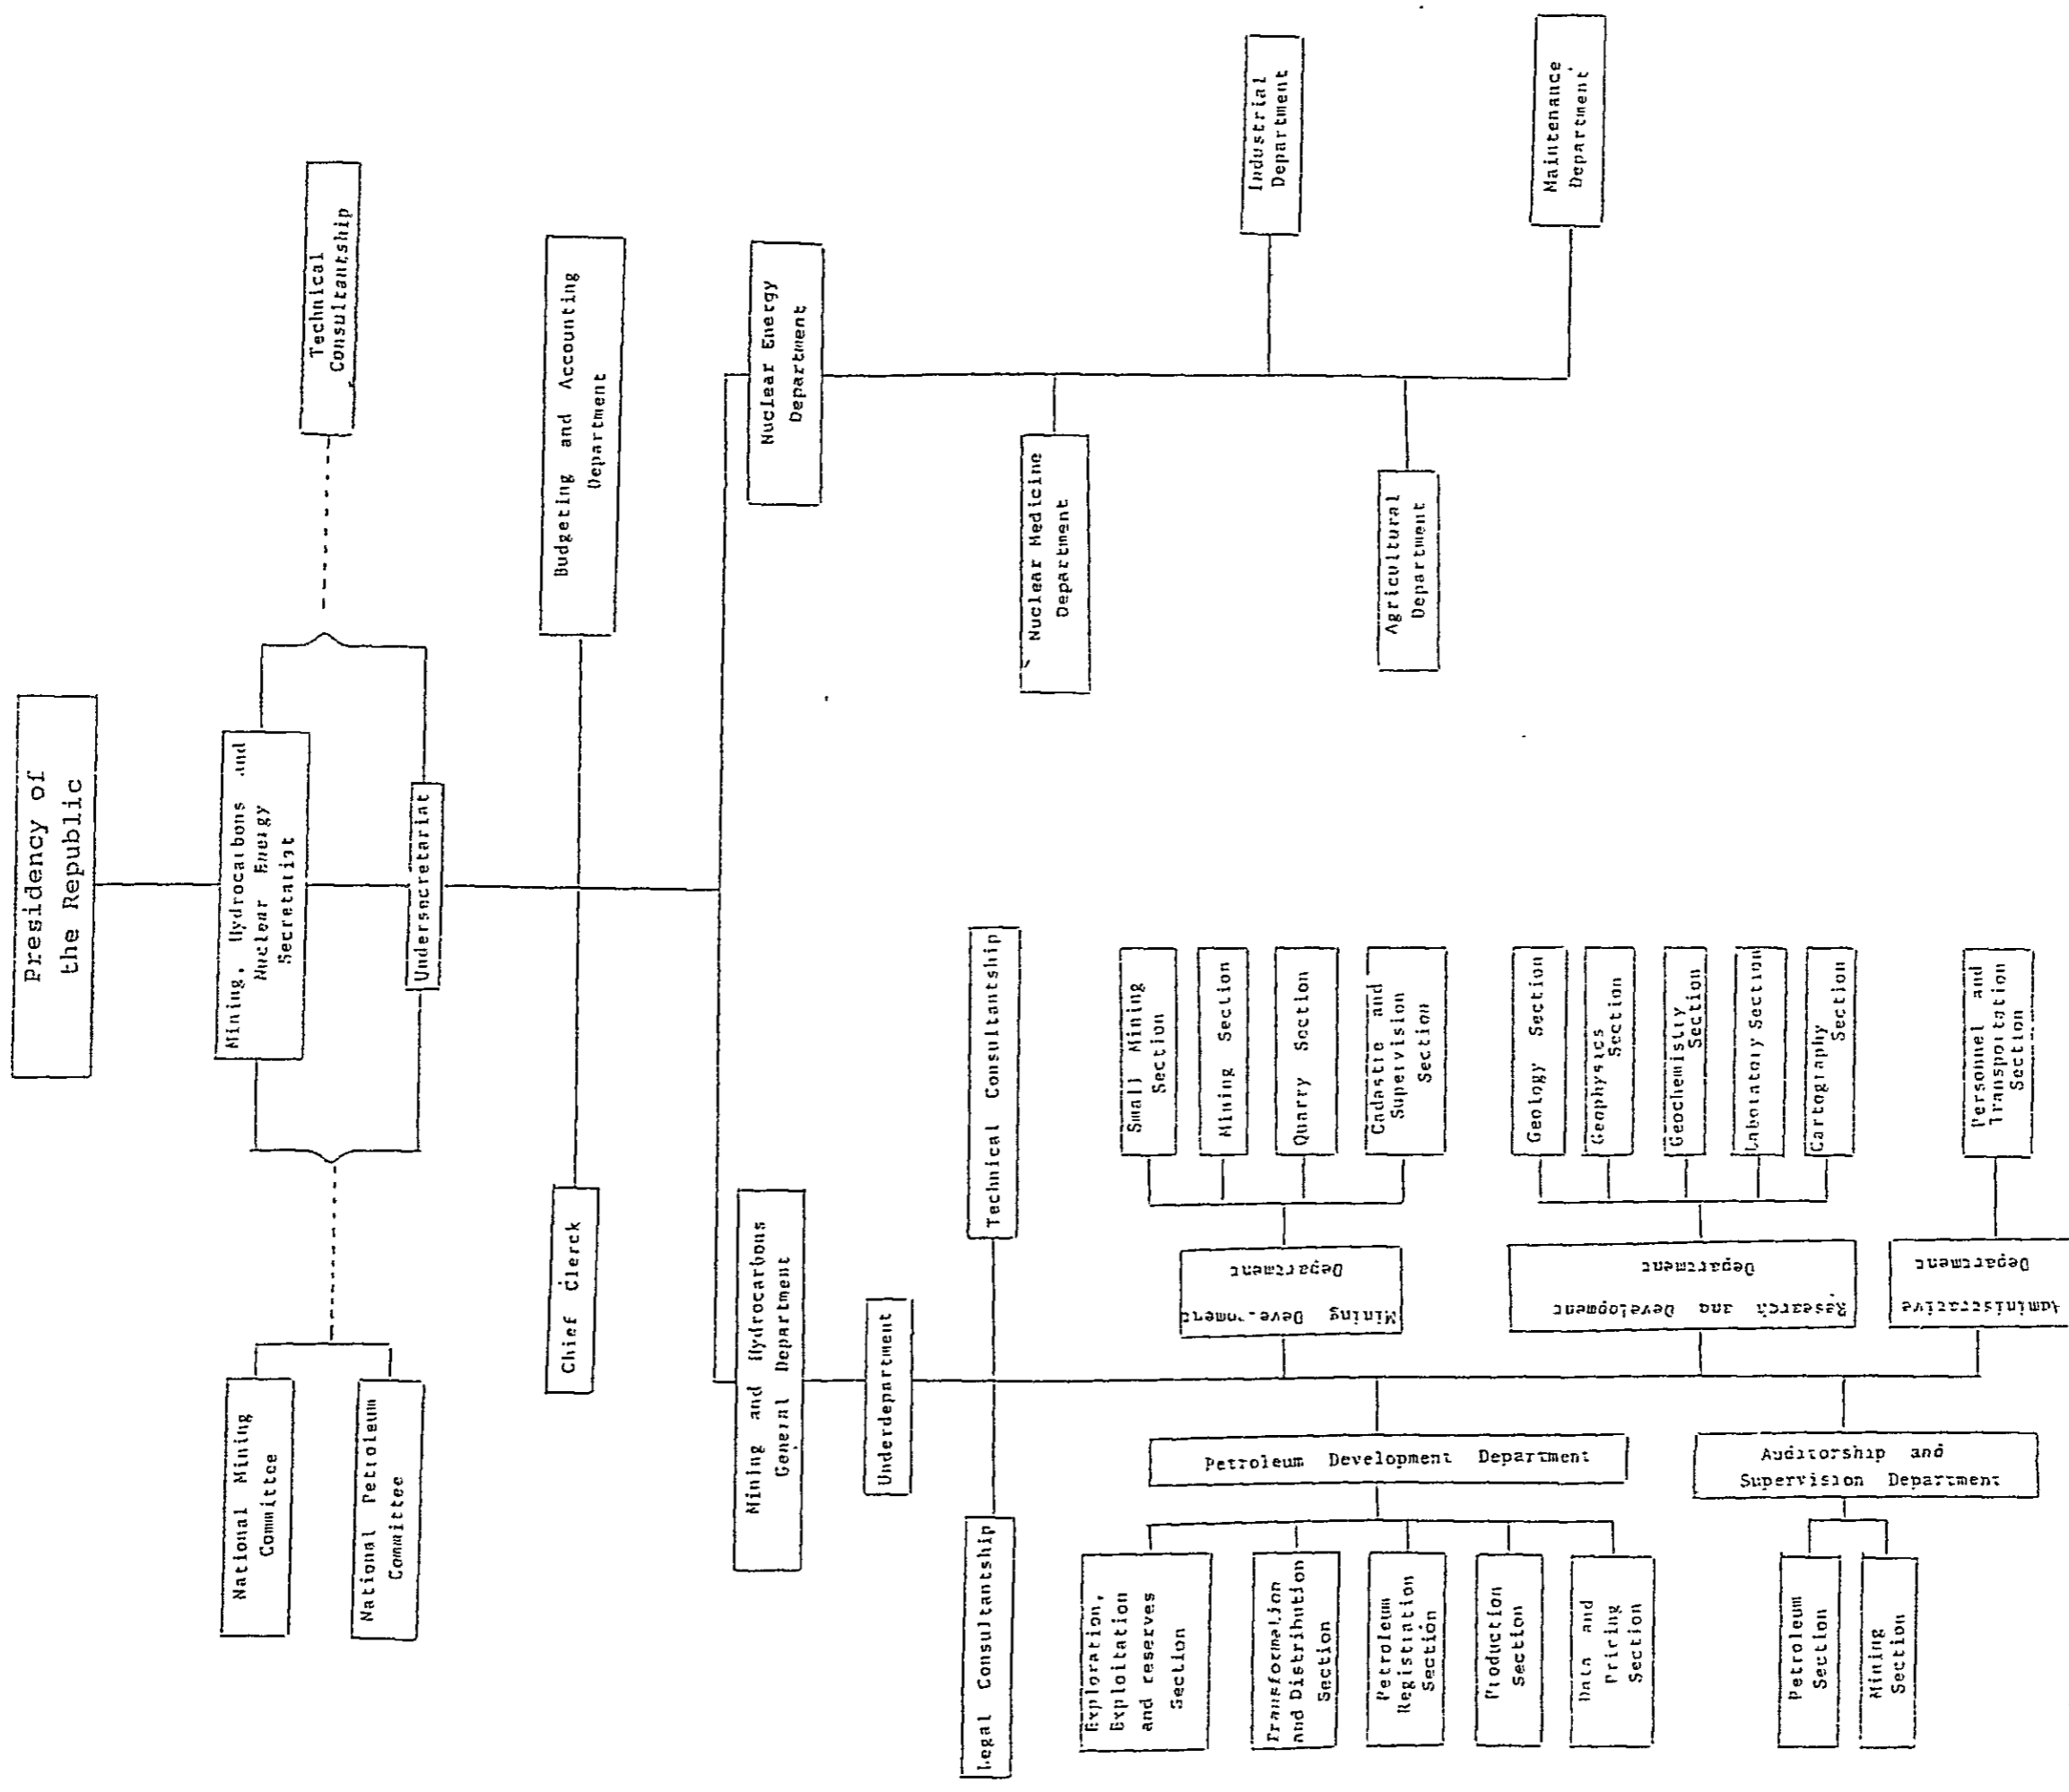 Presidency of
the Republic
Mining, Hydrocarbons and
Nuclear Energy
Secretatist
Undersecretariat
Technical
Consultantship
National Mining
Committee
National Petroleum
Committee
Chief Clerck
Budgeting and Accounting
Department
Mining and Hydrocarbons
General Department
Underdepartment
Legal Consultantship
Technical Consultantship
Nuclear Energy
Department
Nuclear Medicine
Department
Industrial
Department
Agricultural
Department
Maintenance
Department
Mining Development
Department
Small Mining
Section
Mining Section
Quarry Section
Cadastre and
Supervision
Section
Research and Development
Department
Geology Section
Geophysics
Section
Geochemistry
Section
Laboratory Section
Cartography
Section
Administrative
Department
Personnel and
Transportation
Section
Petroleum Development Department
Exploration,
Exploitation
and reserves
Section
Transformation
and Distribution
Section
Petroleum
Registration
Section
Production
Section
Data and
Pricing
Section
Auditorship and
Supervision Department
Petroleum
Section
Mining
Section